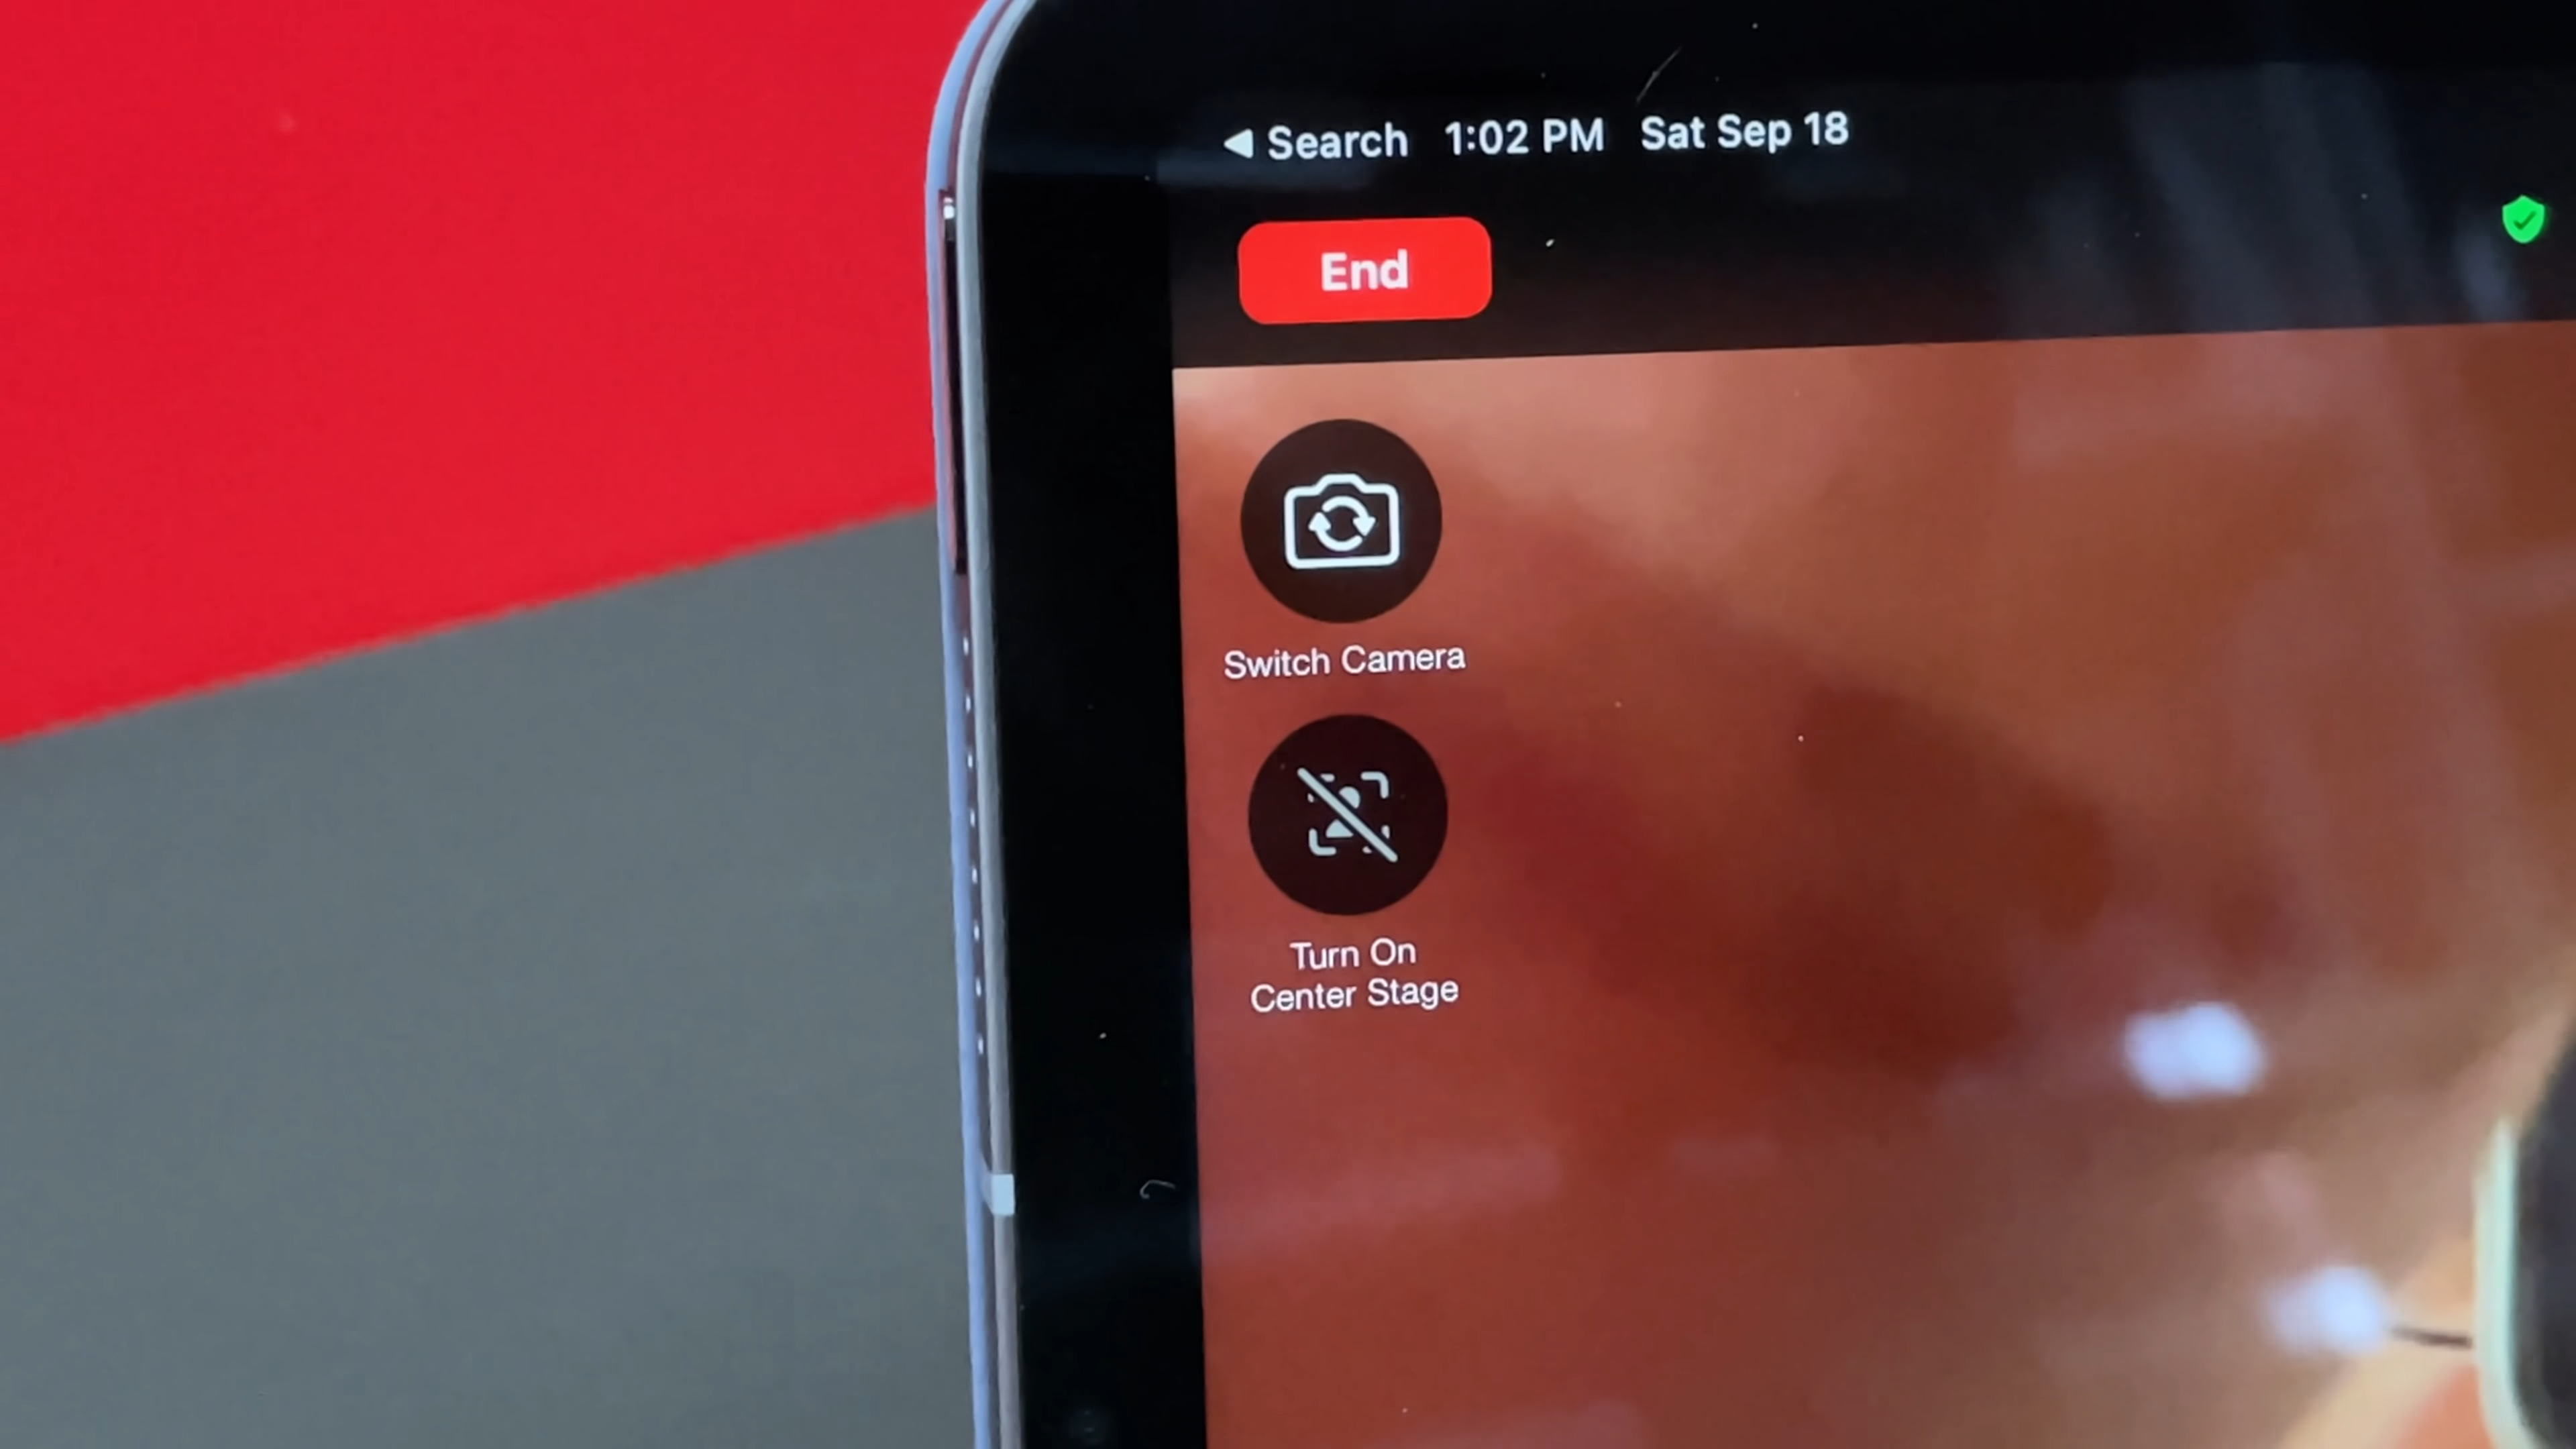 ◀ Search 1:02 PM Sat Sep 18
End
Switch Camera
Turn On
Center Stage